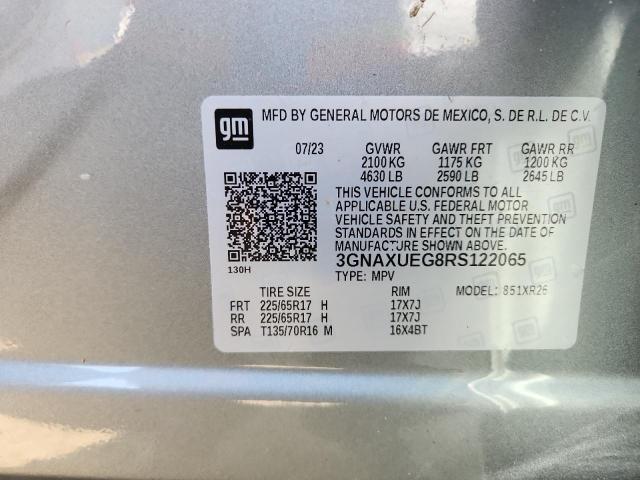 gm
MFD BY GENERAL MOTORS DE MEXICO, S. DE R.L. DE C.V.
07/23 GVWR GAWR FRT GAWR RR
2100 KG 1175 KG 1200 KG
4630 LB 2590 LB 2645 LB
THIS VEHICLE CONFORMS TO ALL
APPLICABLE U.S. FEDERAL MOTOR
VEHICLE SAFETY AND THEFT PREVENTION
STANDARDS IN EFFECT ON THE DATE OF
MANUFACTURE SHOWN ABOVE.
3GNAXUEG8RS122065
130H
TYPE: MPV
TIRE SIZE RIM MODEL: 851XR26
FRT 225/65R17 H 17X7J
RR 225/65R17 H 17X7J
SPA T135/70R16 M 16X4BT